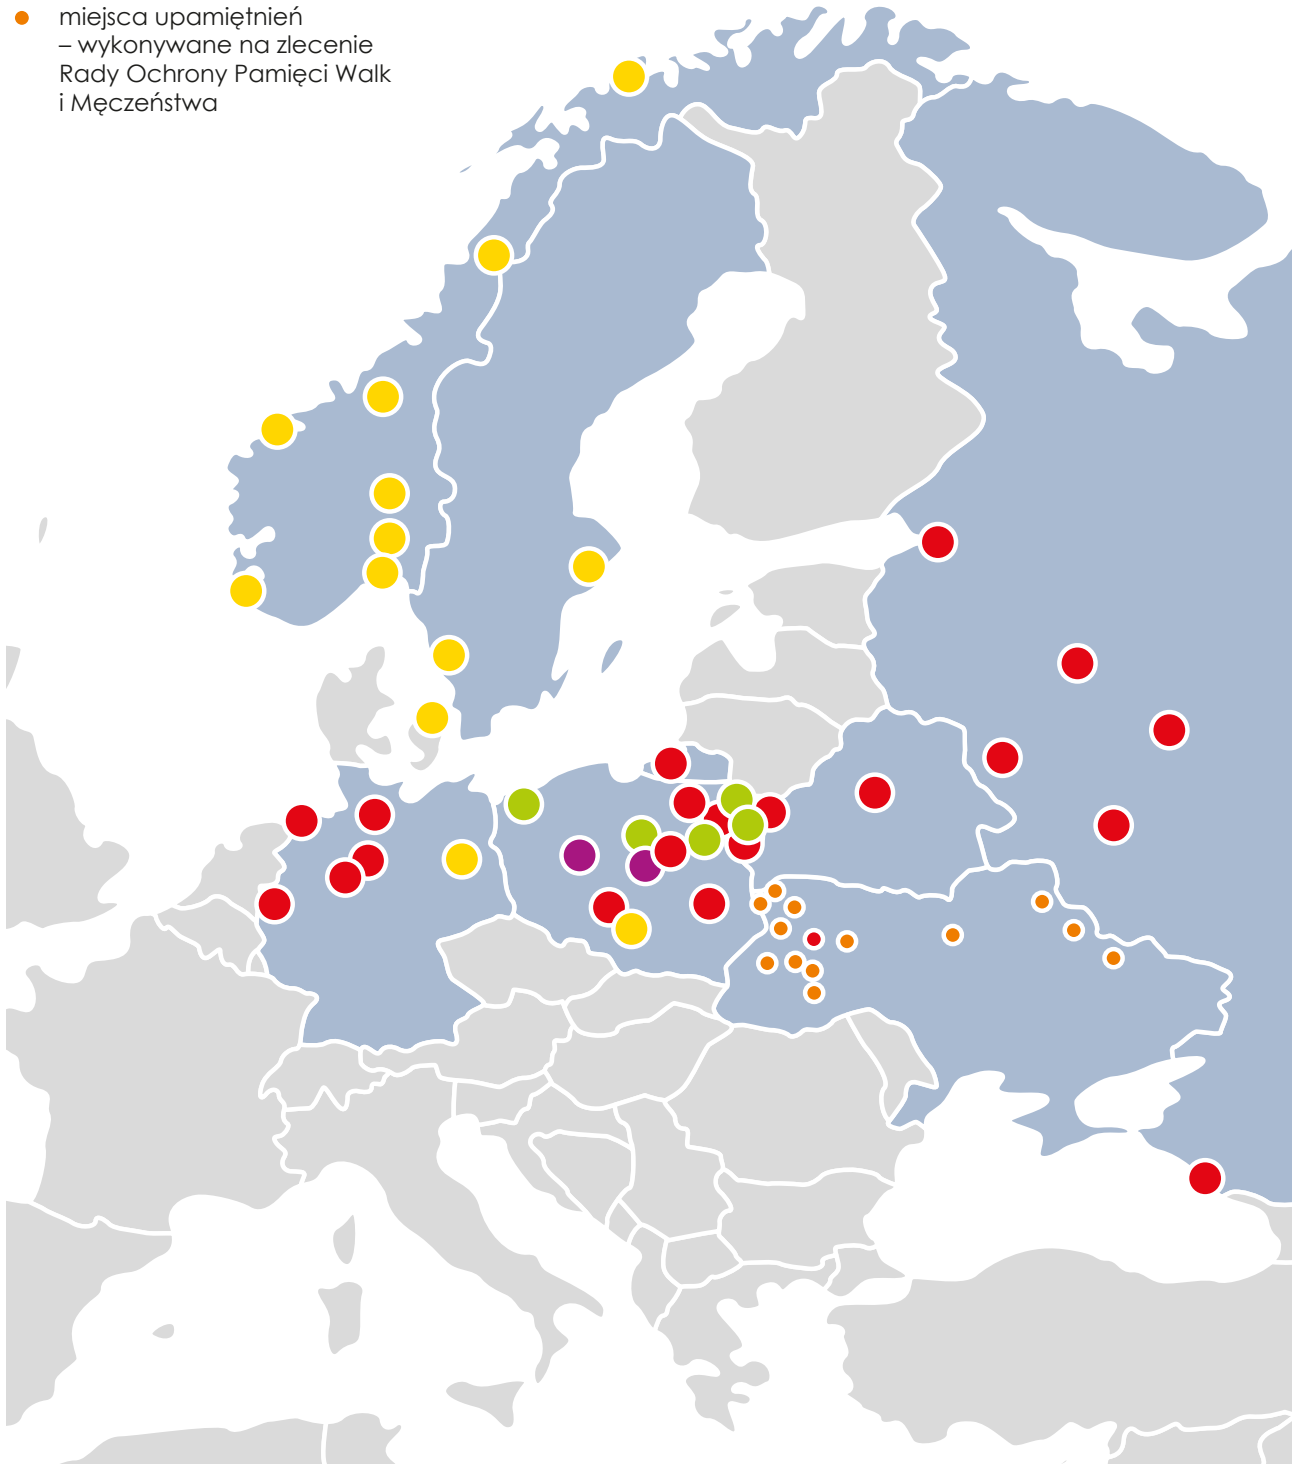 miejsca upamiętnień
– wykonywane na zlecenie
Rady Ochrony Pamięci Walk
i Męczeństwa